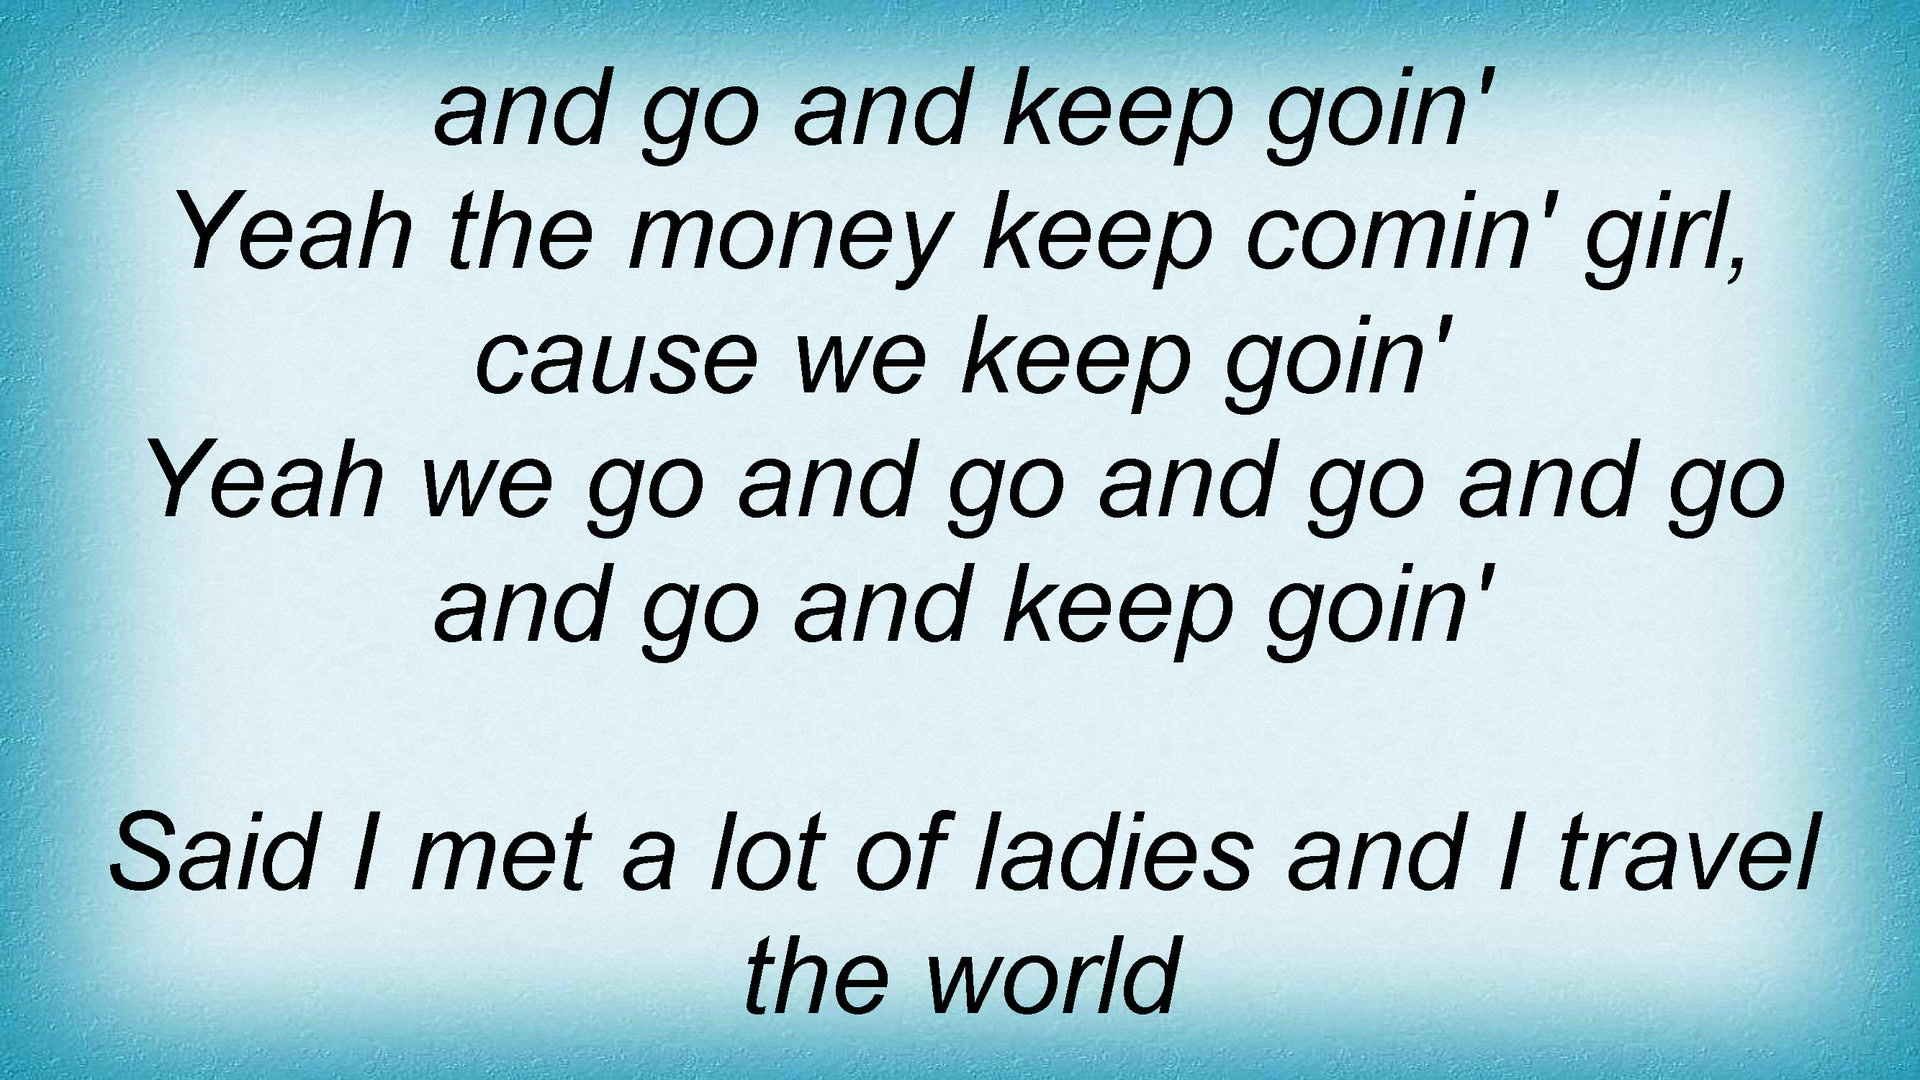 and go and keep goin'
Yeah the money keep comin' girl,
cause we keep goin'
Yeah we go and go and go and go
and go and keep goin'
Said I met a lot of ladies and I travel
the world